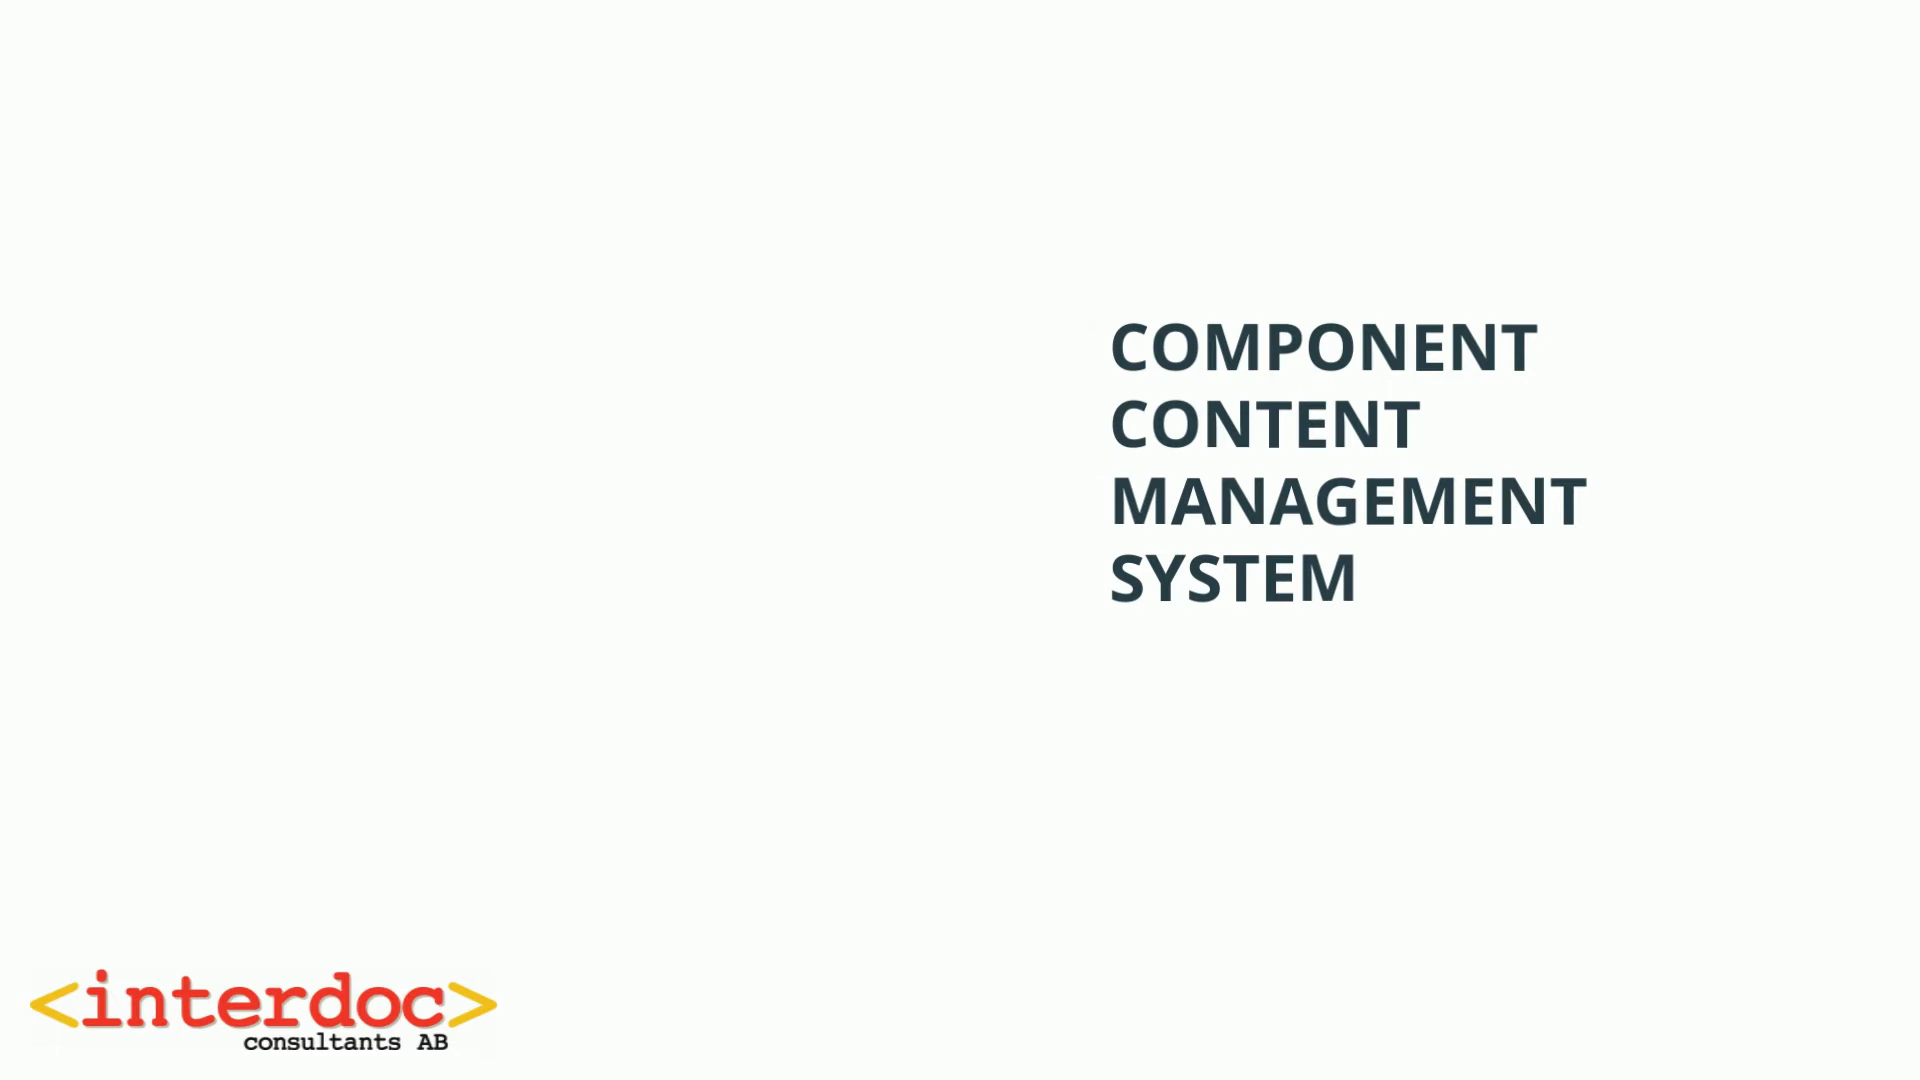 COMPONENT
CONTENT
MANAGEMENT
SYSTEM
<interdoc>
consultants AB